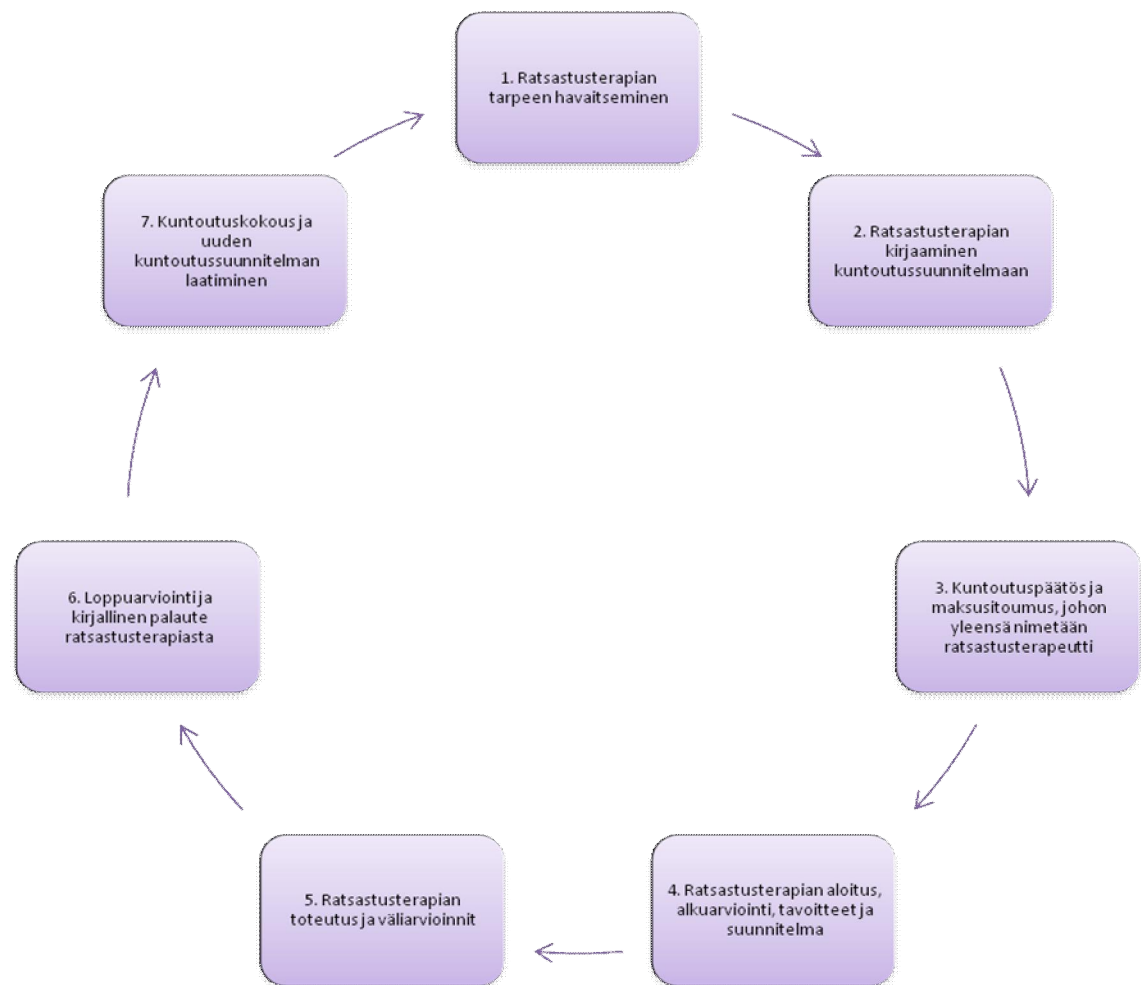 1. Ratsastusterapian
tarpeen havaitseminen
2. Ratsastusterapian
kirjaaminen
kuntoutussuunnitelmaan
3. Kuntoutuspäätös ja
maksusitoumus, johon
yleensä nimetään
ratsastusterapeutti
4. Ratsastusterapian aloitus,
alkuarviointi, tavoitteet ja
suunnitelma
5. Ratsastusterapian
toteutus ja väliarvioinnit
6. Loppuarviointi ja
kirjallinen palaute
ratsastusterapiasta
7. Kuntoutuskokous ja
uuden
kuntoutussuunnitelman
laatiminen